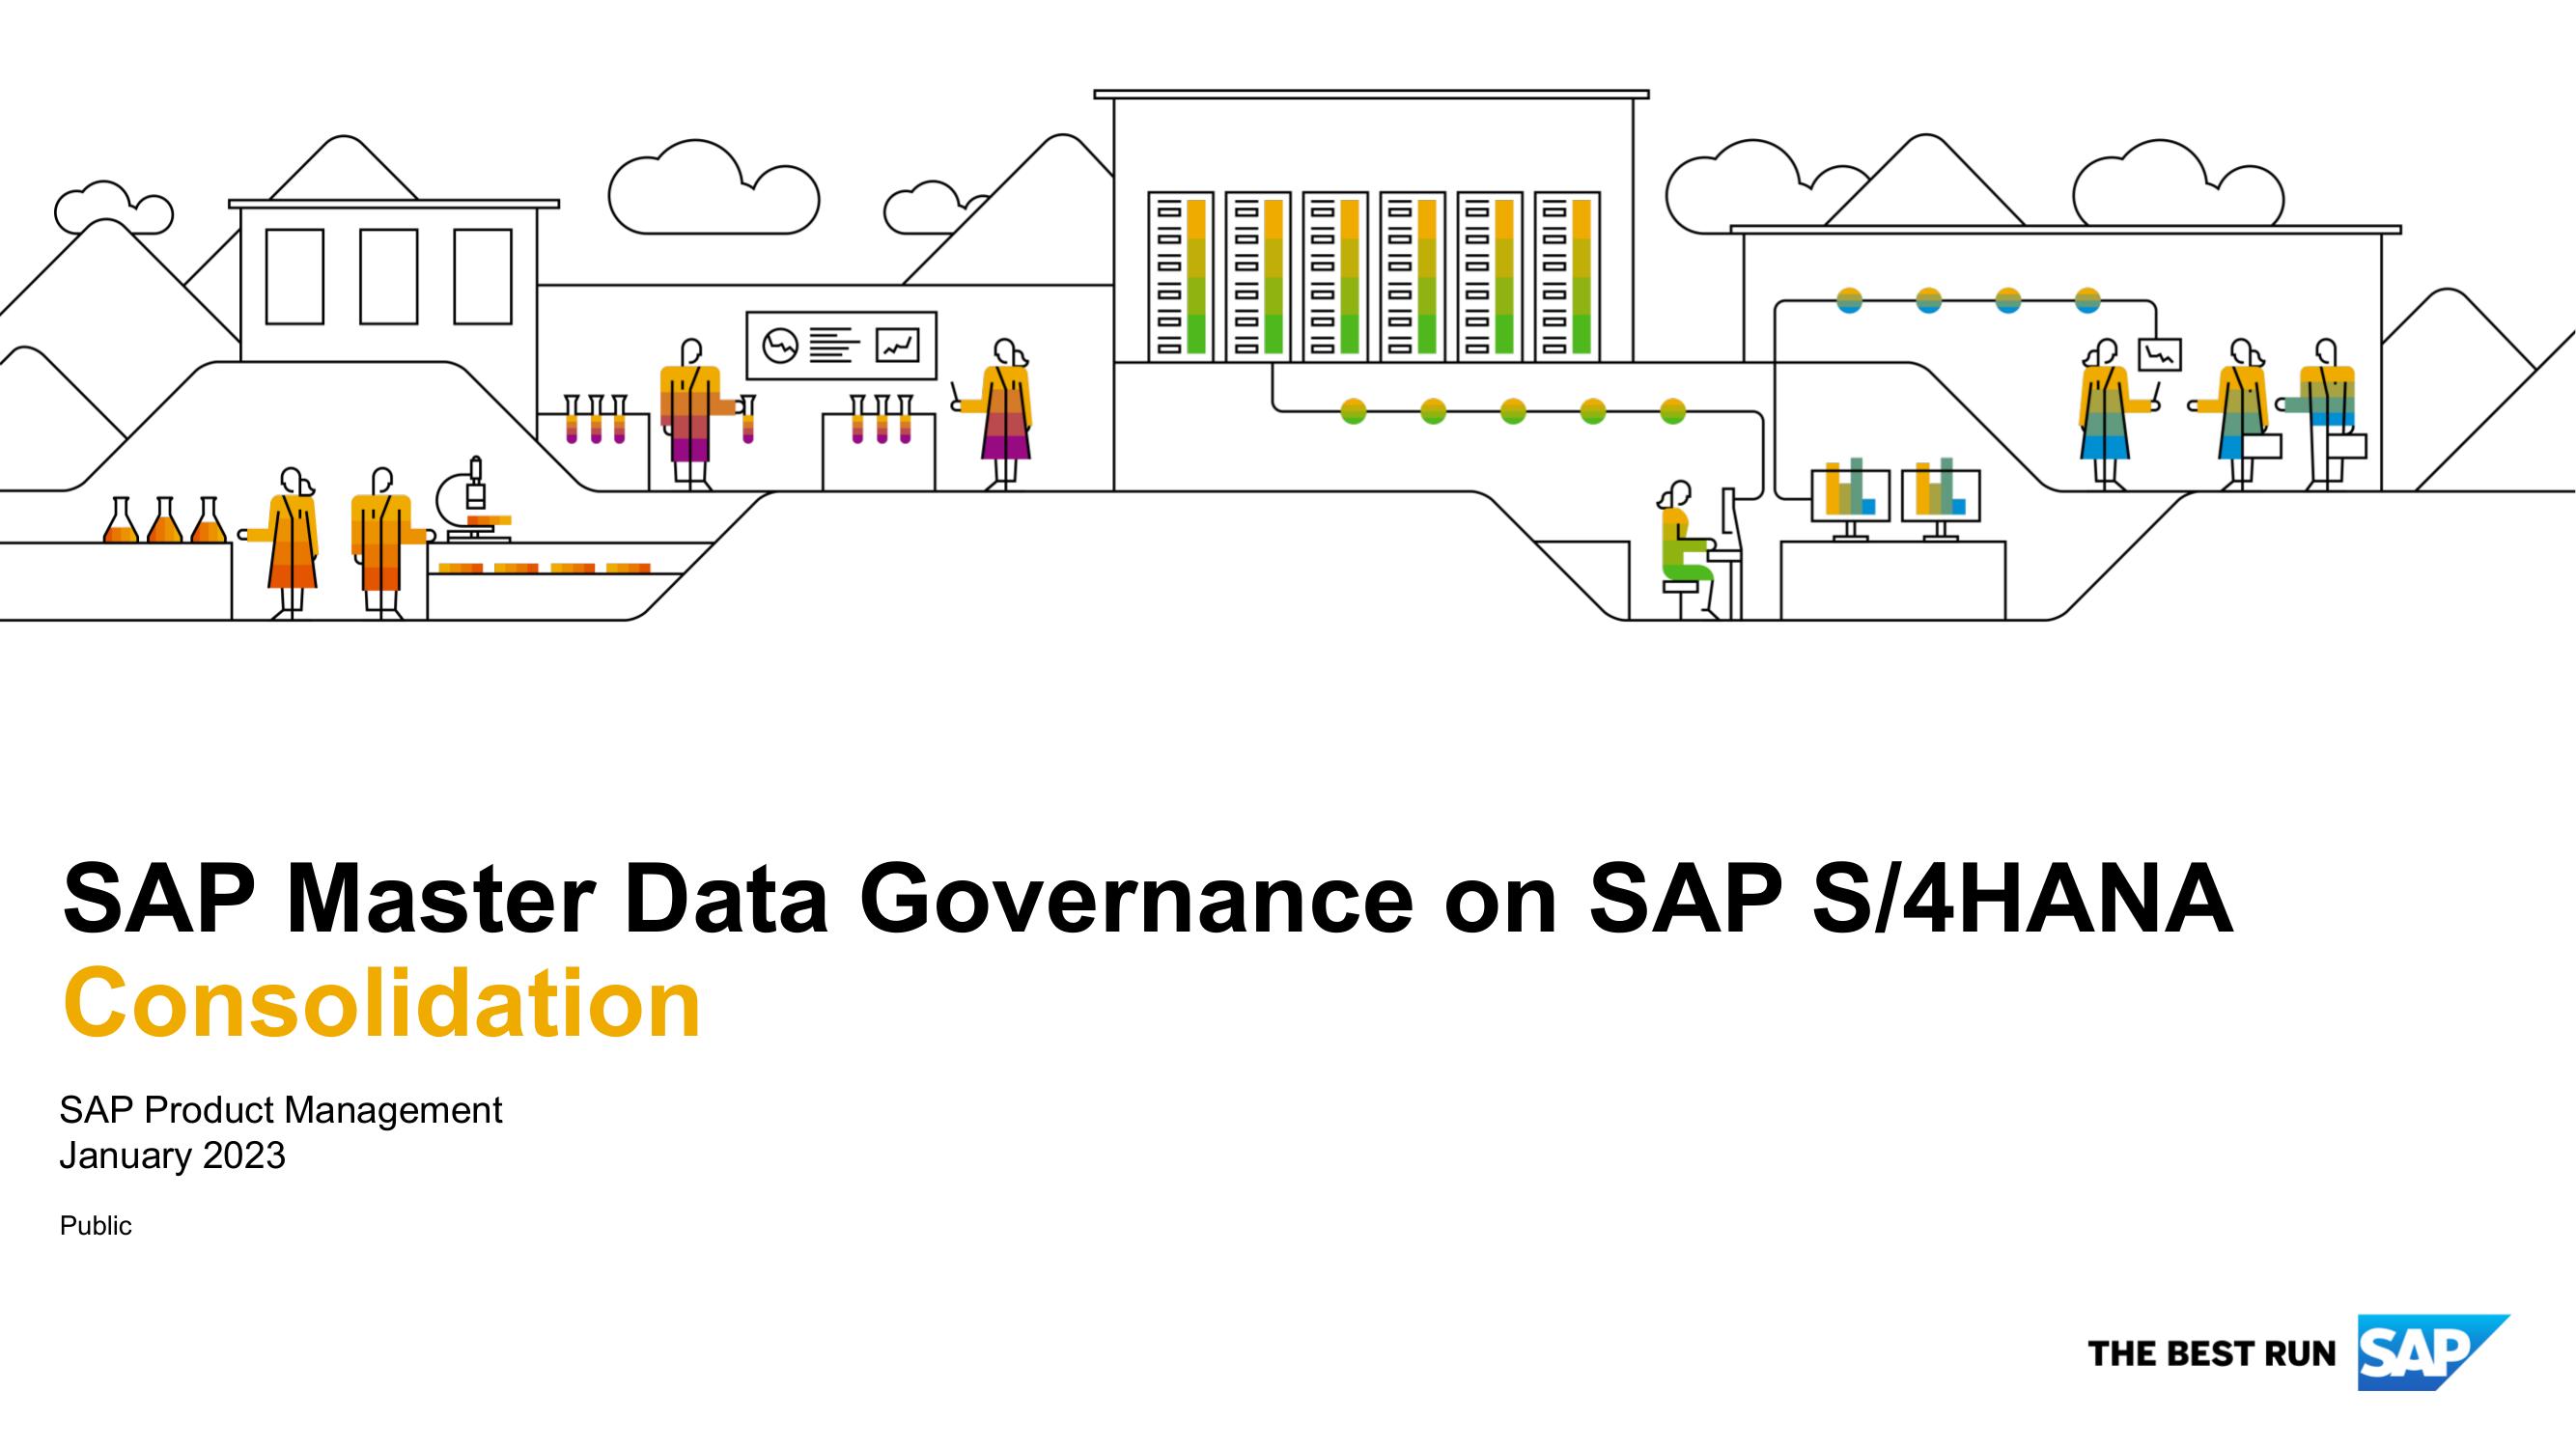 SAP Master Data Governance on SAP S/4HANA
Consolidation
SAP Product Management
January 2023
Public
THE BEST RUN SAP